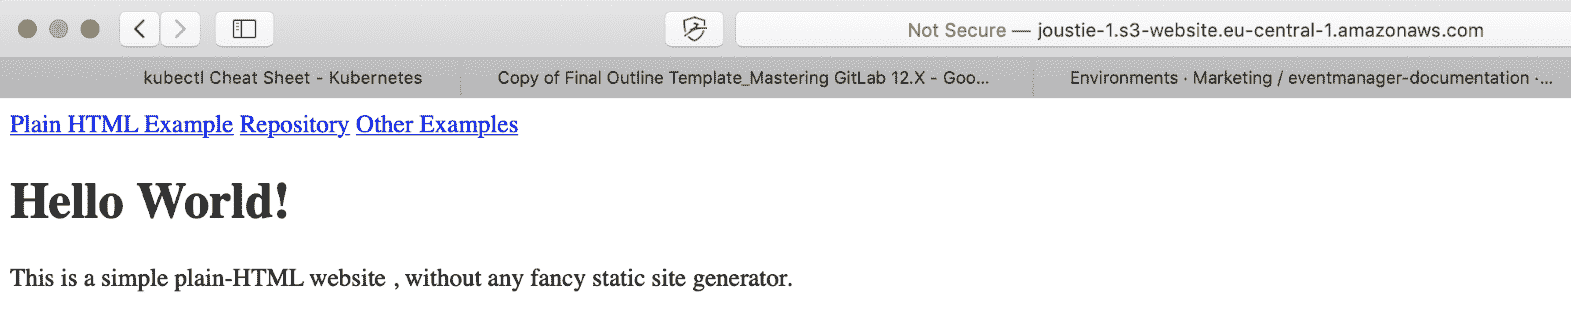 Not Secure — joustie-1.s3-website.eu-central-1.amazonaws.com
kubectl Cheat Sheet - Kubernetes
Copy of Final Outline Template_Mastering GitLab 12.X - Goo...
Environments · Marketing / eventmanager-documentation ·...
Plain HTML Example Repository Other Examples
Hello World!
This is a simple plain-HTML website , without any fancy static site generator.